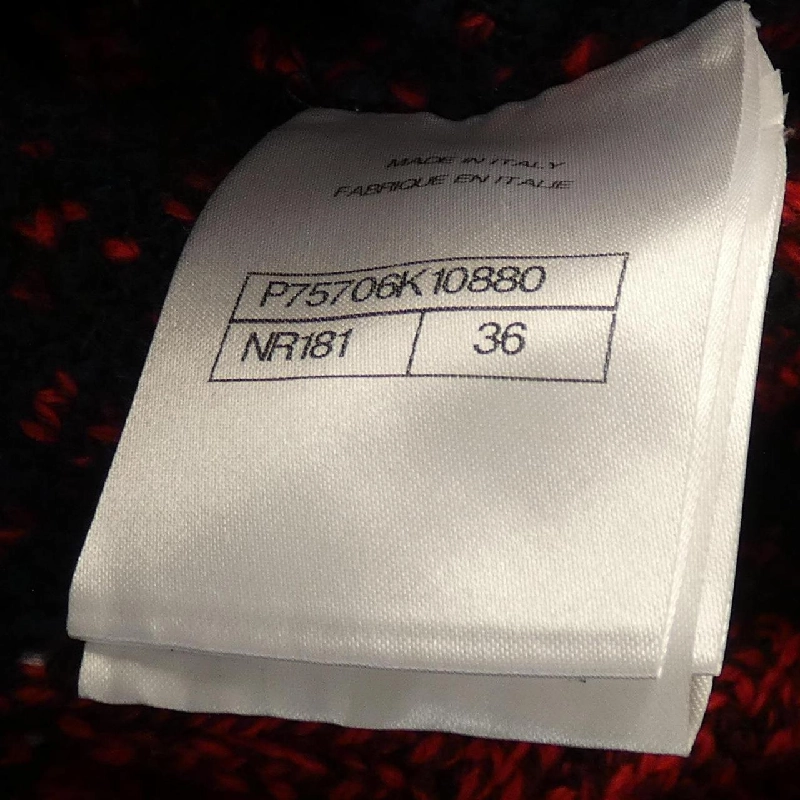 MADE IN ITALY
FABRIQUE EN ITALIE
P75706K10880
NR181 36